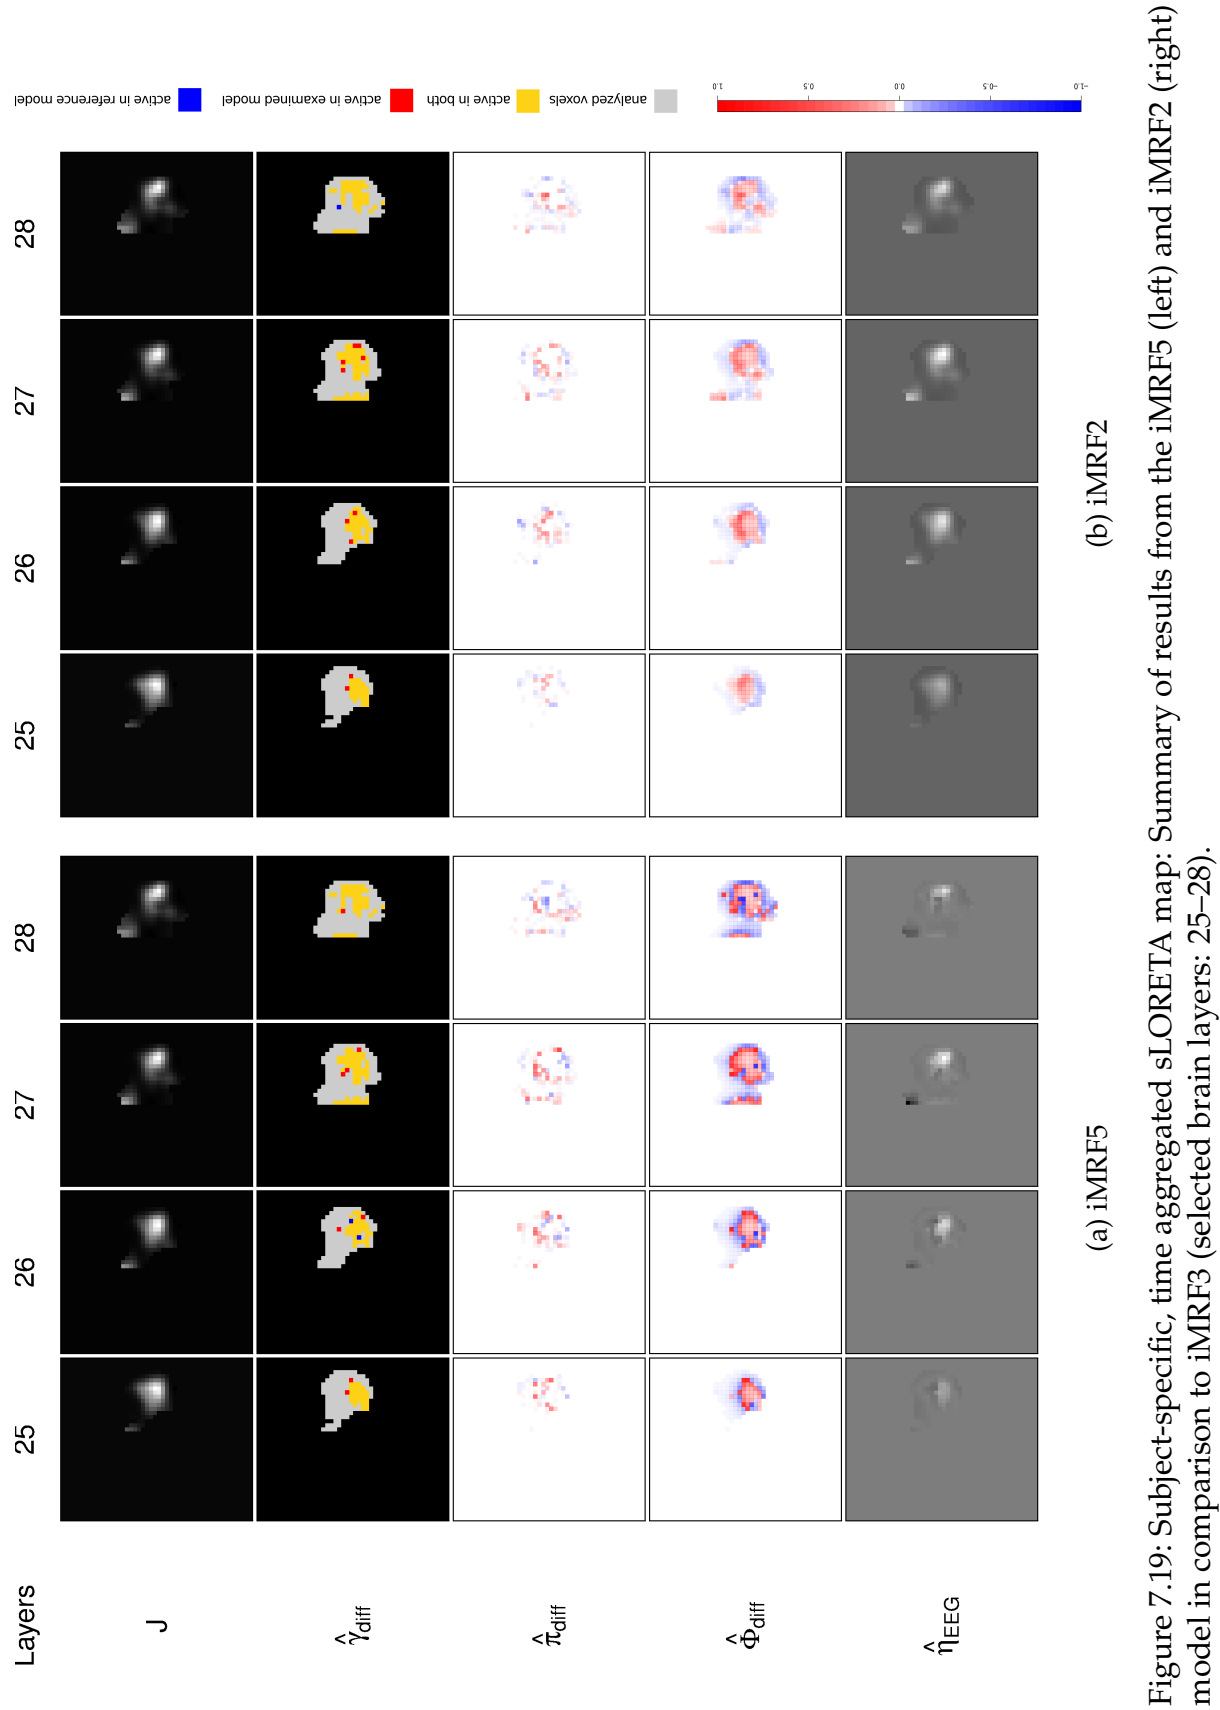 Layers
25
26
27
28
25
26
27
28
J
γ̂diff
π̂diff
Φ̂diff
η̂EEG
active in reference model
active in examined model
active in both
analyzed voxels
1.0
0.5
0.0
−0.5
−1.0
(a) iMRF5
(b) iMRF2
Figure 7.19: Subject-specific, time aggregated sLORETA map: Summary of results from the iMRF5 (left) and iMRF2 (right)
model in comparison to iMRF3 (selected brain layers: 25–28).